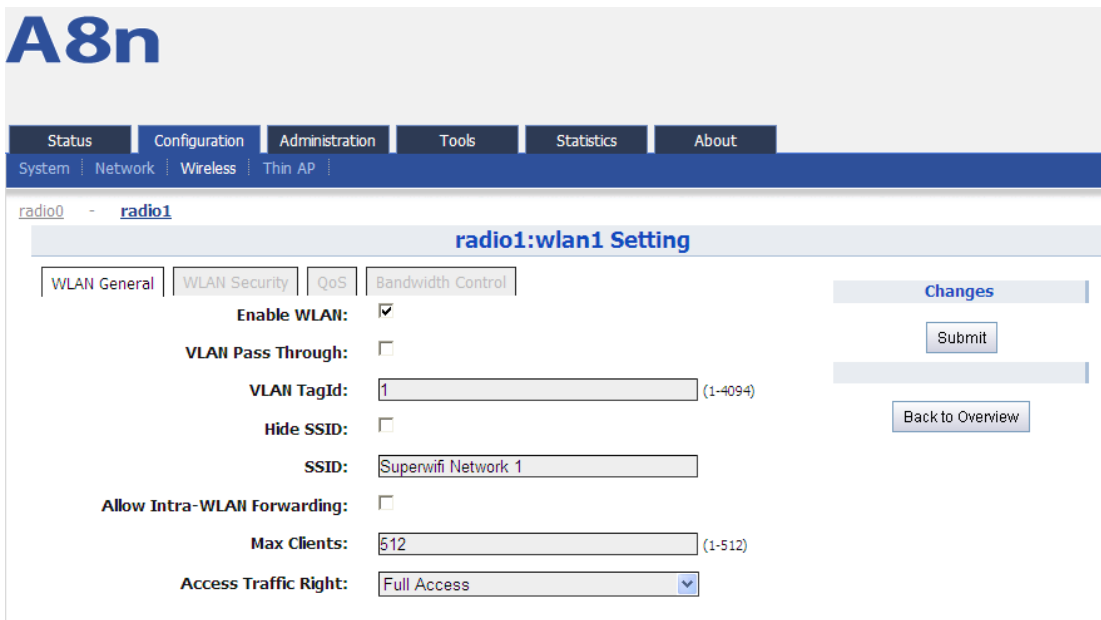 A8n
Status Configuration Administration Tools Statistics About
System Network Wireless Thin AP
radio0 - radio1
radio1:wlan1 Setting
WLAN General WLAN Security QoS Bandwidth Control
Changes
Enable WLAN:
Submit
VLAN Pass Through:
VLAN TagId: 1 (1-4094)
Back to Overview
Hide SSID:
SSID: Superwifi Network 1
Allow Intra-WLAN Forwarding:
Max Clients: 512 (1-512)
Access Traffic Right: Full Access